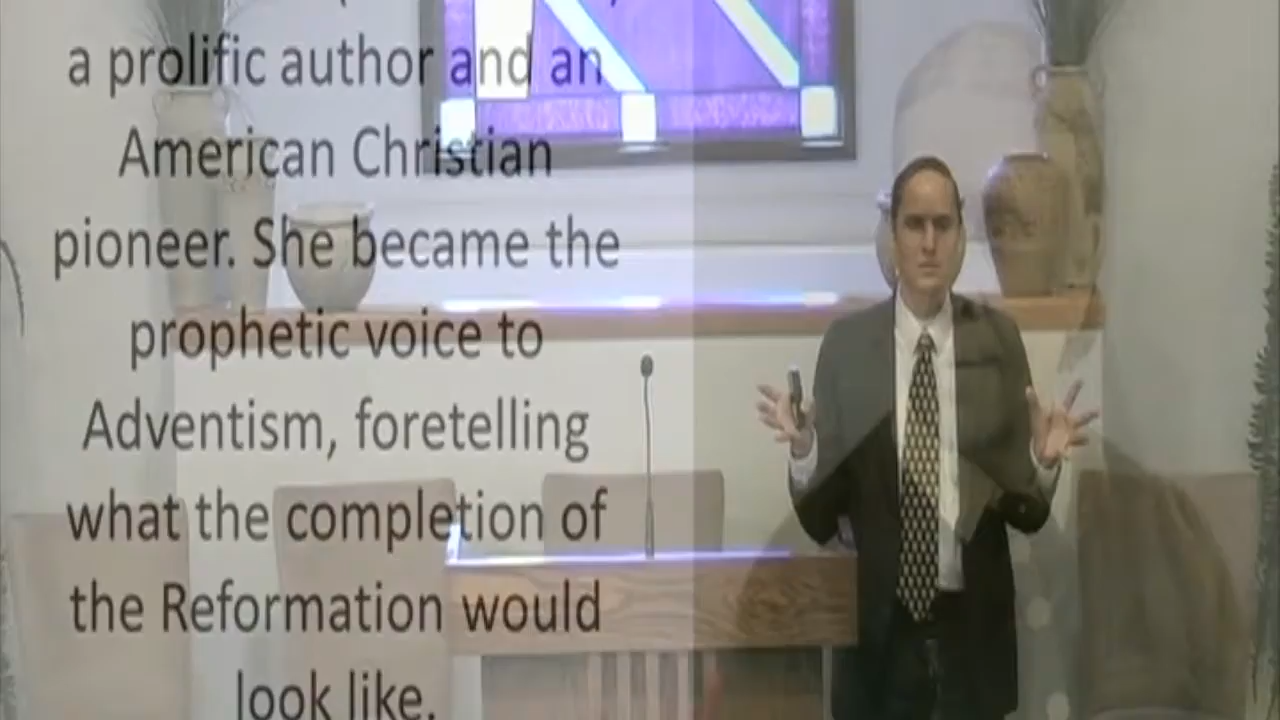 a prolific author and an
American Christian
pioneer. She became the
prophetic voice to
Adventism, foretelling
what the completion of
the Reformation would
look like.